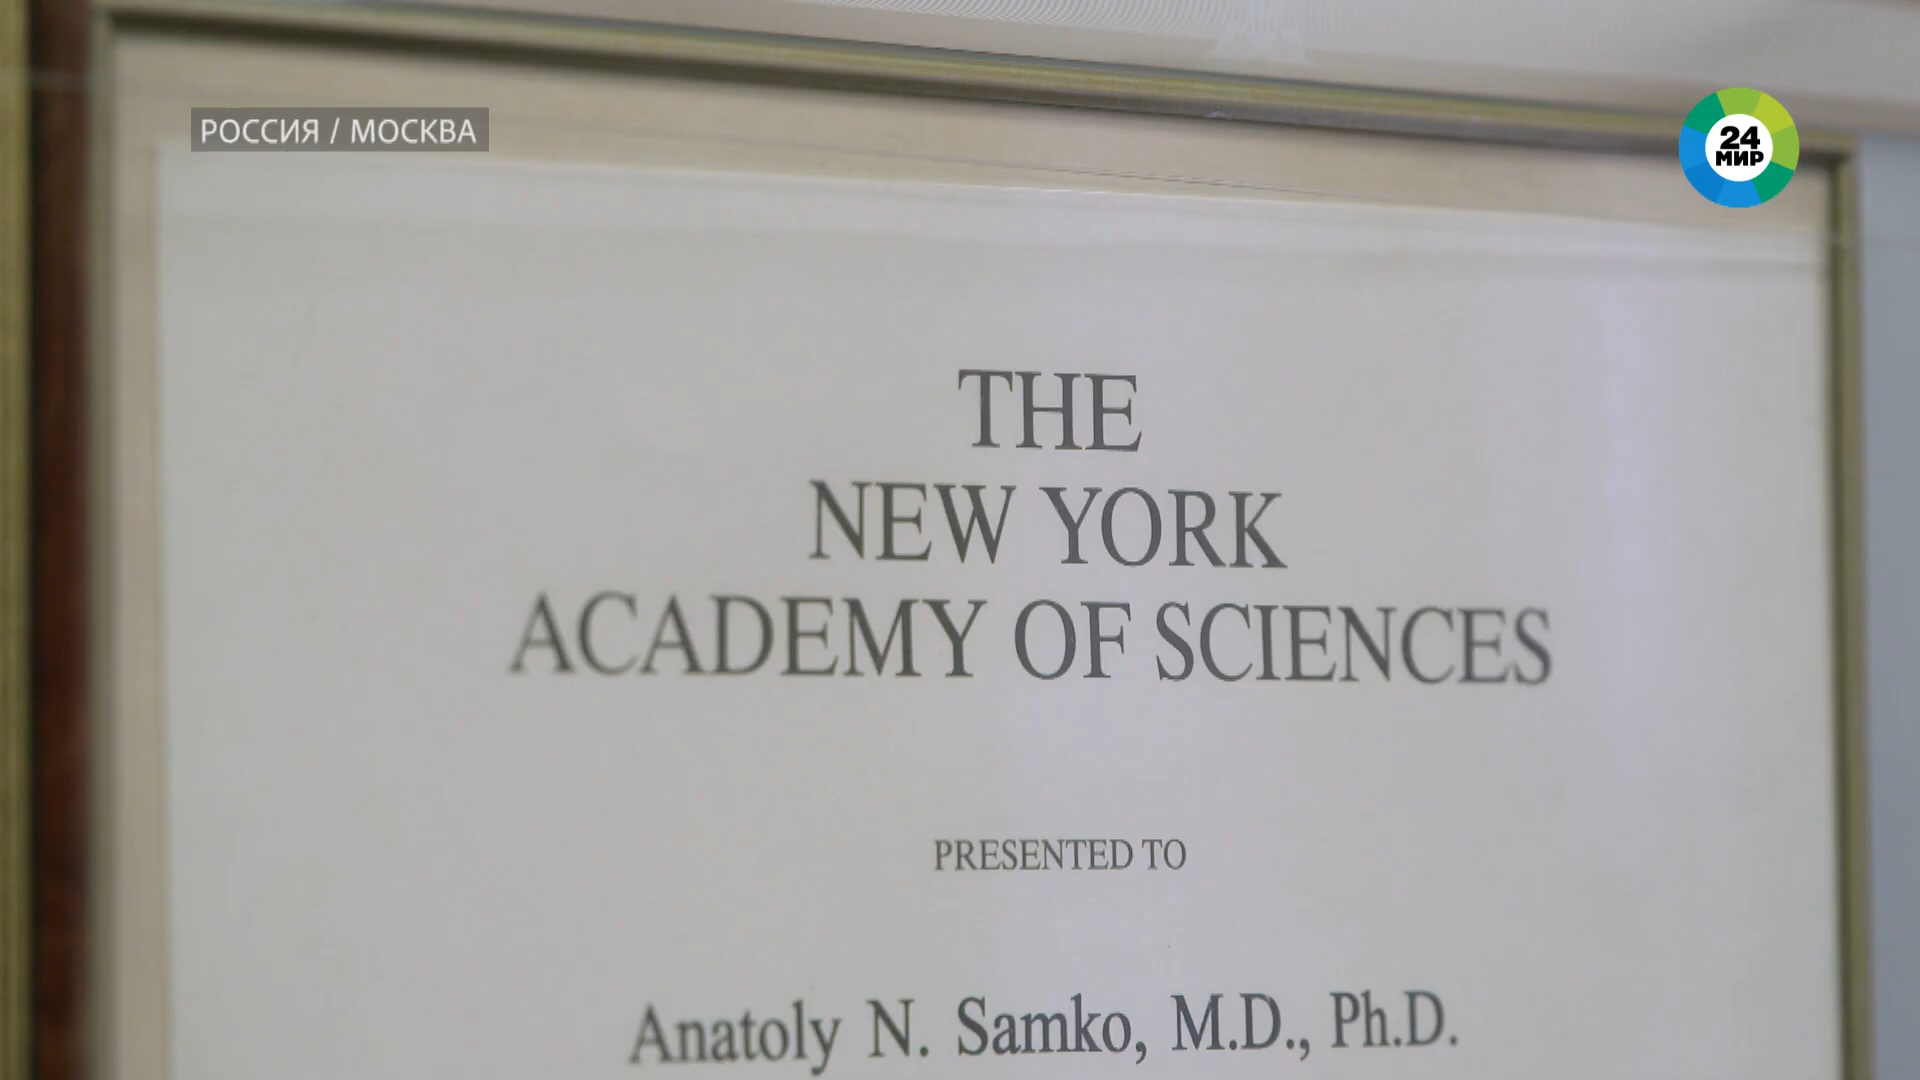 РОССИЯ / МОСКВА
24
МИР
THE
NEW YORK
ACADEMY OF SCIENCES
PRESENTED TO
Anatoly N. Samko, M.D., Ph.D.